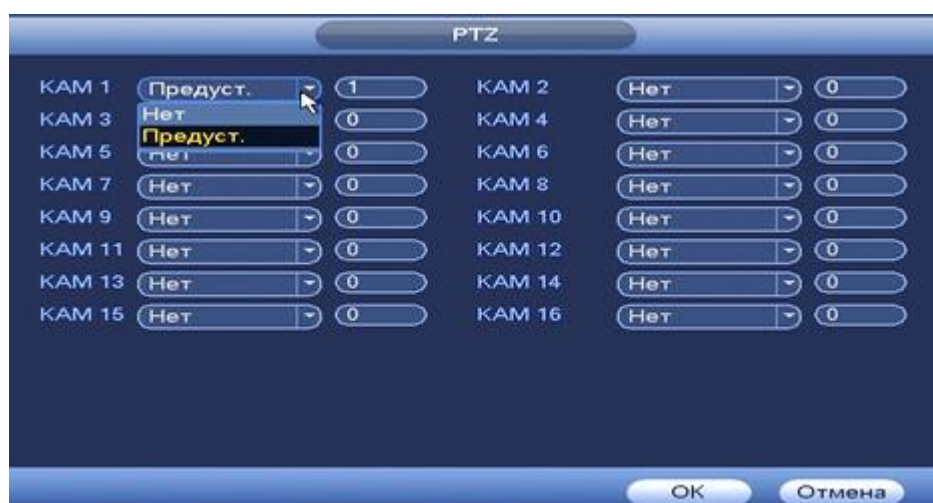 PTZ
КАМ 1 Предуст. 1 КАМ 2 Нет 0
Нет
Предуст.
КАМ 3 0 КАМ 4 Нет 0
КАМ 5 Нет 0 КАМ 6 Нет 0
КАМ 7 Нет 0 КАМ 8 Нет 0
КАМ 9 Нет 0 КАМ 10 Нет 0
КАМ 11 Нет 0 КАМ 12 Нет 0
КАМ 13 Нет 0 КАМ 14 Нет 0
КАМ 15 Нет 0 КАМ 16 Нет 0
ОК Отмена